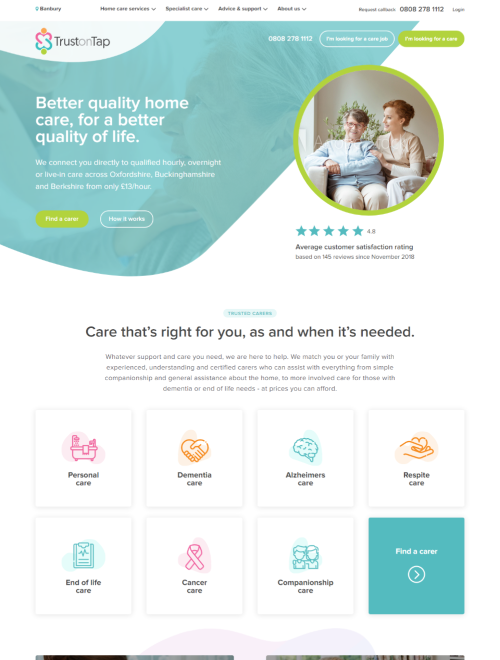 Banbury
Home care services
Specialist care
Advice & support
About us
Request callback
0808 278 1112
Login
TrustonTap
0808 278 1112
I'm looking for a care job
I'm looking for a care
Better quality home
care, for a better
quality of life.
We connect you directly to qualified hourly, overnight
or live-in care across Oxfordshire, Buckinghamshire
and Berkshire from only £13/hour.
Find a carer
How it works
4.8
Average customer satisfaction rating
based on 145 reviews since November 2018
TRUSTED CARERS
Care that's right for you, as and when it's needed.
Whatever support and care you need, we are here to help. We match you or your family with
experienced, understanding and certified carers who can assist with everything from simple
companionship and general assistance about the home, to more involved care for those with
dementia or end of life needs - at prices you can afford.
Personal
care
Dementia
care
Alzheimers
care
Respite
care
End of life
care
Cancer
care
Companionship
care
Find a carer